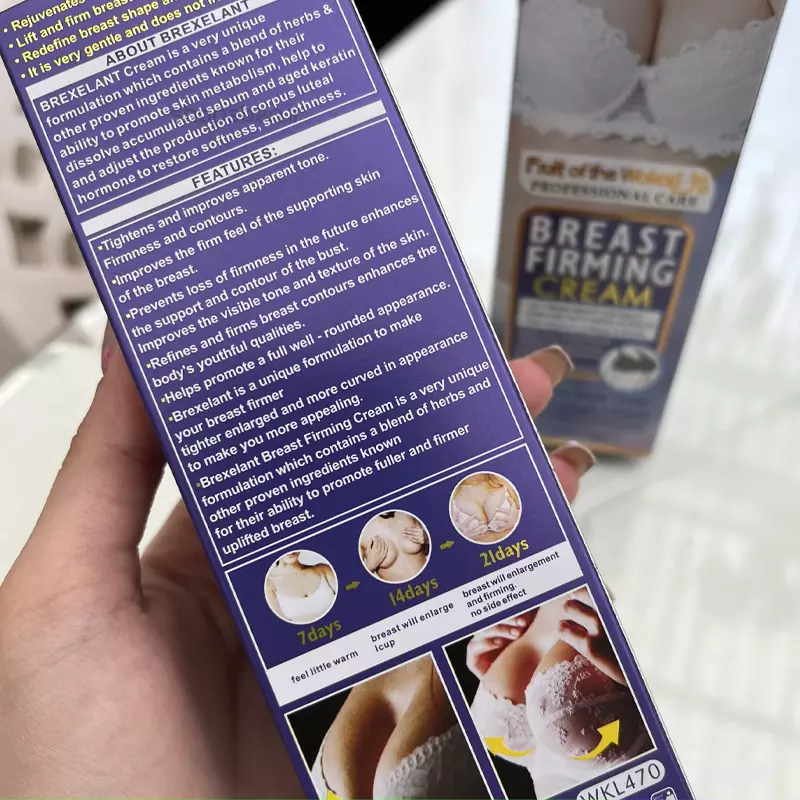 • Rejuvenates
• Lift and firm breast
• Redefine breast shape a
• It is very gentle and does not in
ABOUT BREXELANT
BREXELANT Cream is a very unique
formulation which contains a blend of herbs &
other proven ingredients known for their
ability to promote skin metabolism, help to
dissolve accumulated sebum and aged keratin
and adjust the production of corpus luteal
hormone to restore softness, smoothness.
FEATURES:
•Tightens and improves apparent tone.
Firmness and contours.
•Improves the firm feel of the supporting skin
of the breast.
•Prevents loss of firmness in the future enhances
the support and contour of the bust.
Improves the visible tone and texture of the skin.
•Refines and firms breast contours enhances the
body's youthful qualities.
•Helps promote a full well - rounded appearance.
•Brexelant is a unique formulation to make
your breast firmer
tighter enlarged and more curved in appearance
to make you more appealing.
•Brexelant Breast Firming Cream is a very unique
formulation which contains a blend of herbs and
other proven ingredients known
for their ability to promote fuller and firmer
uplifted breast.
7days
14days
21days
feel little warm
breast will enlarge
1cup
breast will enlargement
and firming.
no side effect
WKL470
Fruit of the
PROFESSIONAL CARE
BREAST
FIRMING
CREAM